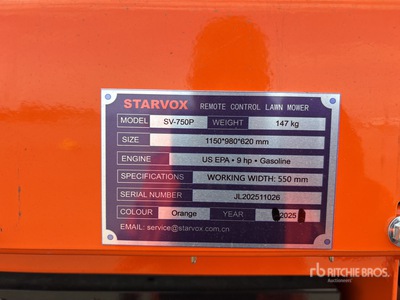 STARVOX REMOTE CONTROL LAWN MOWER
MODEL SV-750P WEIGHT 147 kg
SIZE 1150*980*620 mm
ENGINE US EPA • 9 hp • Gasoline
SPECIFICATIONS WORKING WIDTH: 550 mm
SERIAL NUMBER JL202511026
COLOUR Orange YEAR 2025
EMAIL: service@starvox.com.cn
rb RITCHIE BROS.
Auctioneers